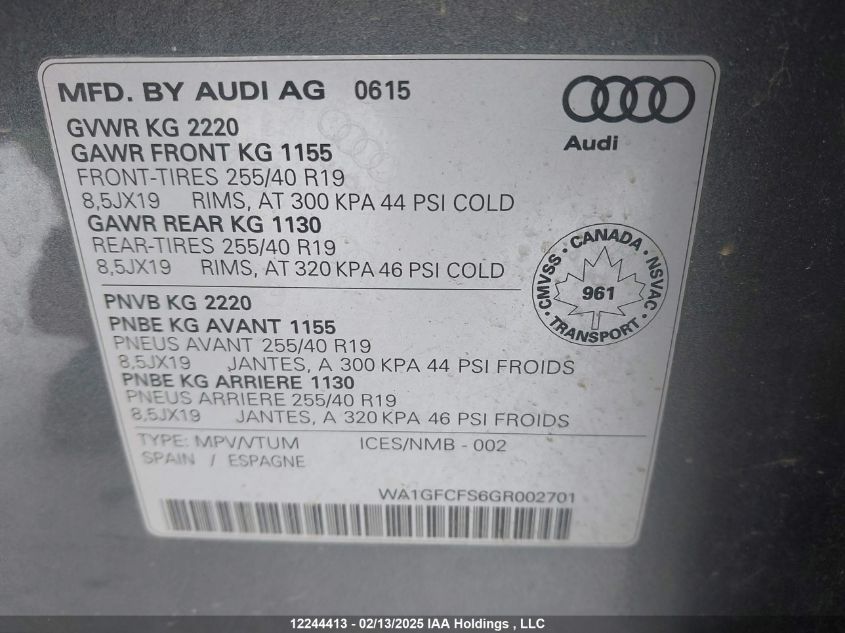 MFD. BY AUDI AG 0615
Audi
GVWR KG 2220
GAWR FRONT KG 1155
FRONT-TIRES 255/40 R19
8,5JX19 RIMS, AT 300 KPA 44 PSI COLD
GAWR REAR KG 1130
REAR-TIRES 255/40 R19
8,5JX19 RIMS, AT 320 KPA 46 PSI COLD
CMVSS • CANADA • NSVAC • TRANSPORT •
961
PNVB KG 2220
PNBE KG AVANT 1155
PNEUS AVANT 255/40 R19
8,5JX19 JANTES, A 300 KPA 44 PSI FROIDS
PNBE KG ARRIERE 1130
PNEUS ARRIERE 255/40 R19
8,5JX19 JANTES, A 320 KPA 46 PSI FROIDS
TYPE: MPV/VTUM ICES/NMB - 002
SPAIN / ESPAGNE
WA1GFCFS6GR002701
12244413 - 02/13/2025 IAA Holdings , LLC